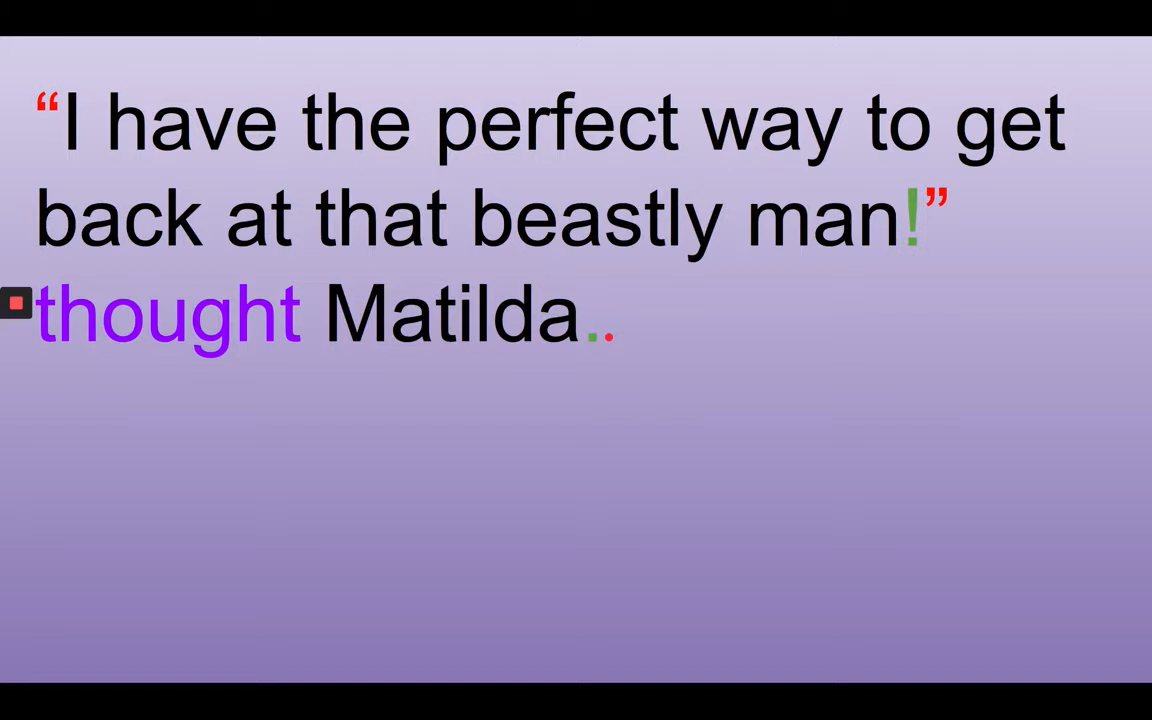 “I have the perfect way to get
back at that beastly man!”
thought Matilda.